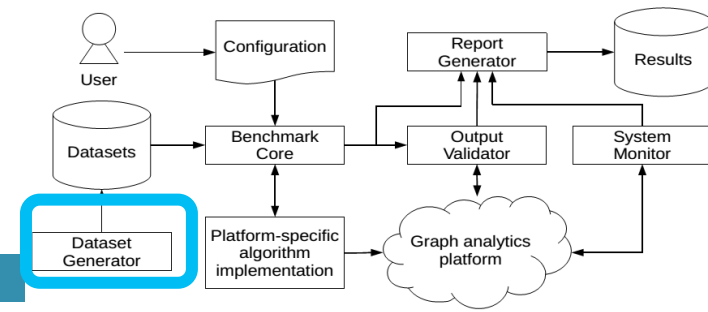 User
Configuration
Report
Generator
Results
Datasets
Benchmark
Core
Output
Validator
System
Monitor
Dataset
Generator
Platform-specific
algorithm
implementation
Graph analytics
platform